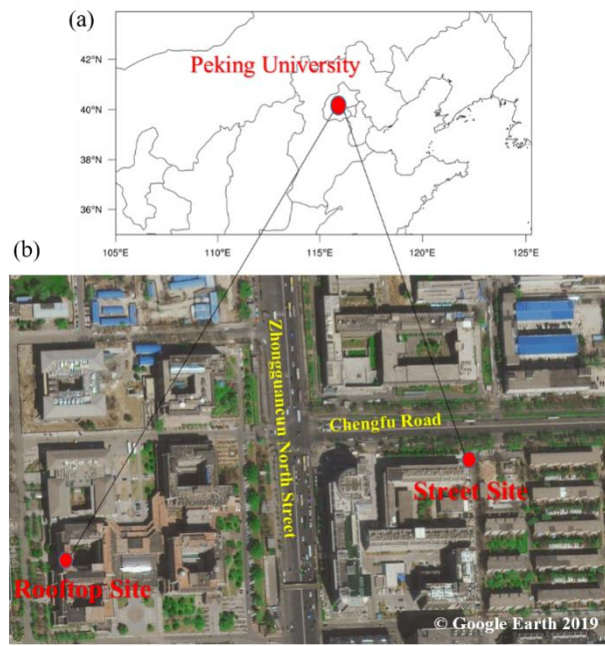 (a)
42°N
Peking University
40°N
38°N
36°N
105°E
110°E
115°E
120°E
125°E
(b)
Zhongguancun North Street
Chengfu Road
Street Site
Rooftop Site
© Google Earth 2019